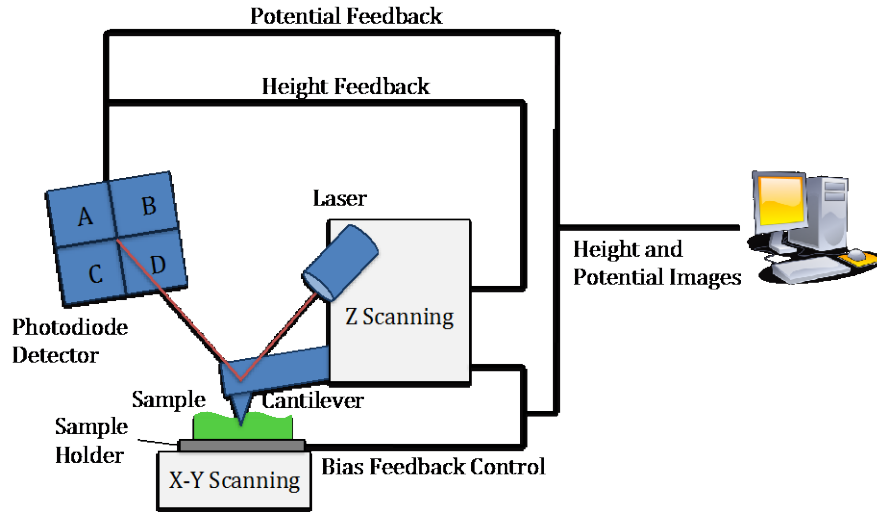 Potential Feedback
Height Feedback
A
B
C
D
Laser
Height and
Potential Images
Z Scanning
Photodiode
Detector
Sample
Cantilever
Sample
Holder
Bias Feedback Control
X-Y Scanning